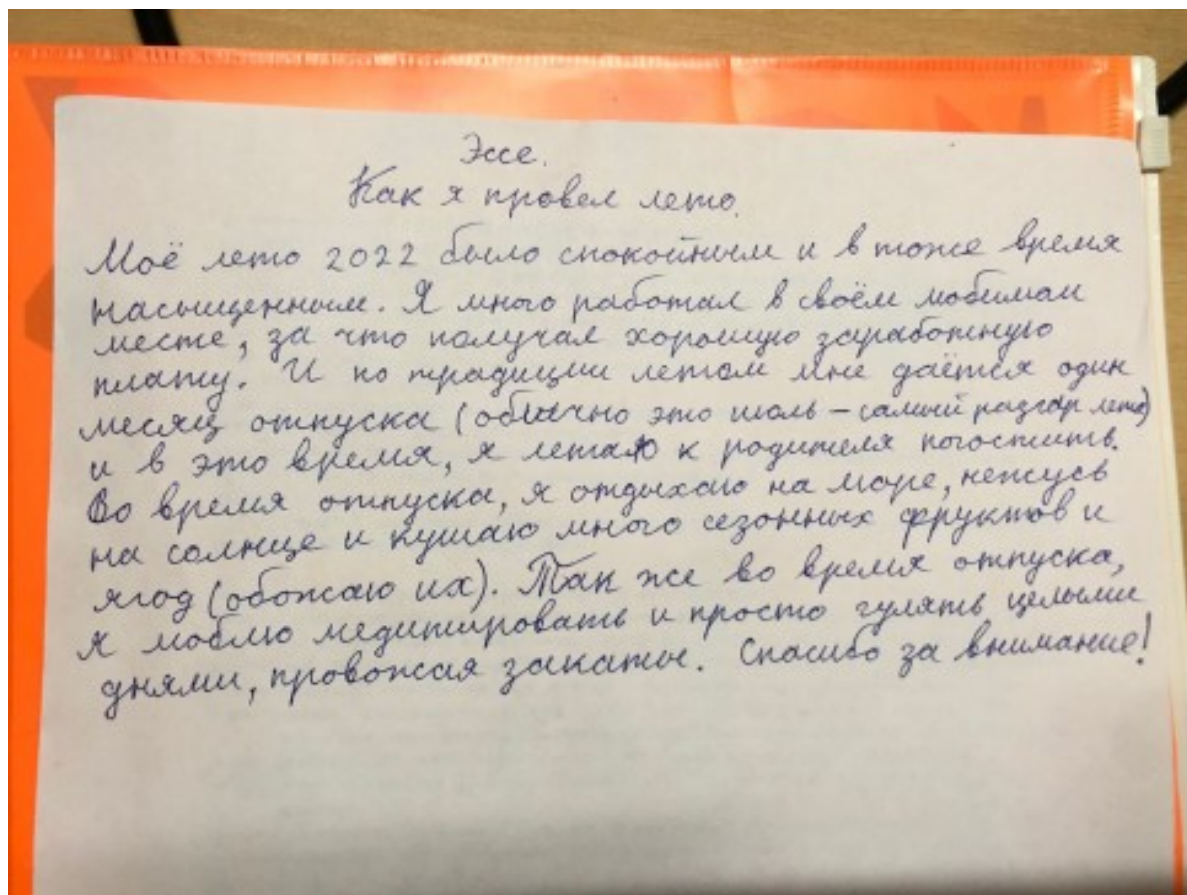 Эссе.
Как я провел лето.
Моё лето 2022 было спокойным и в тоже время
насыщенным. Я много работал в своём любимом
месте, за что получал хорошую заработную
плату. И по традиции летом мне даётся один
месяц отпуска (обычно это июль – самый разгар лета)
и в это время, я летаю к родителя погостить.
Во время отпуска, я отдыхаю на море, нежусь
на солнце и кушаю много сезонных фруктов и
ягод (обожаю их). Так же во время отпуска,
я люблю медитировать и просто гулять целыми
днями, провожая закаты. Спасибо за внимание!